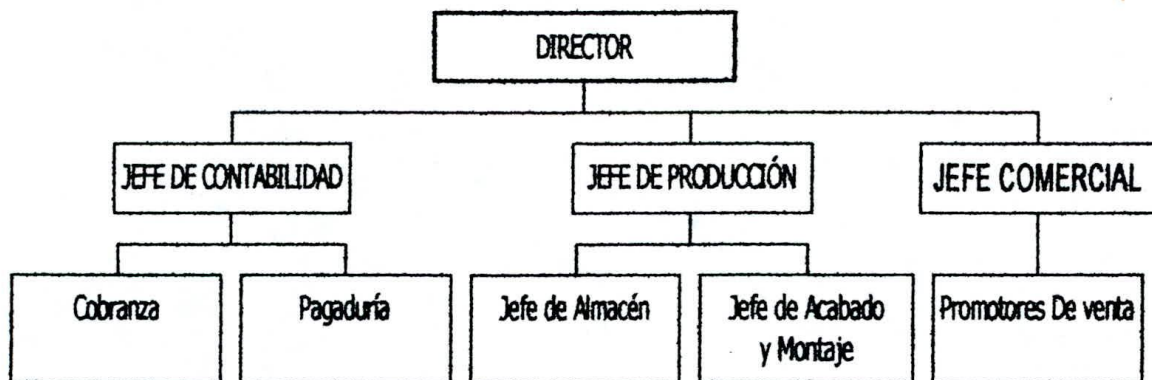 DIRECTOR
JEFE DE CONTABILIDAD
JEFE DE PRODUCCIÓN
JEFE COMERCIAL
Cobranza
Pagaduría
Jefe de Almacén
Jefe de Acabado
y Montaje
Promotores De venta